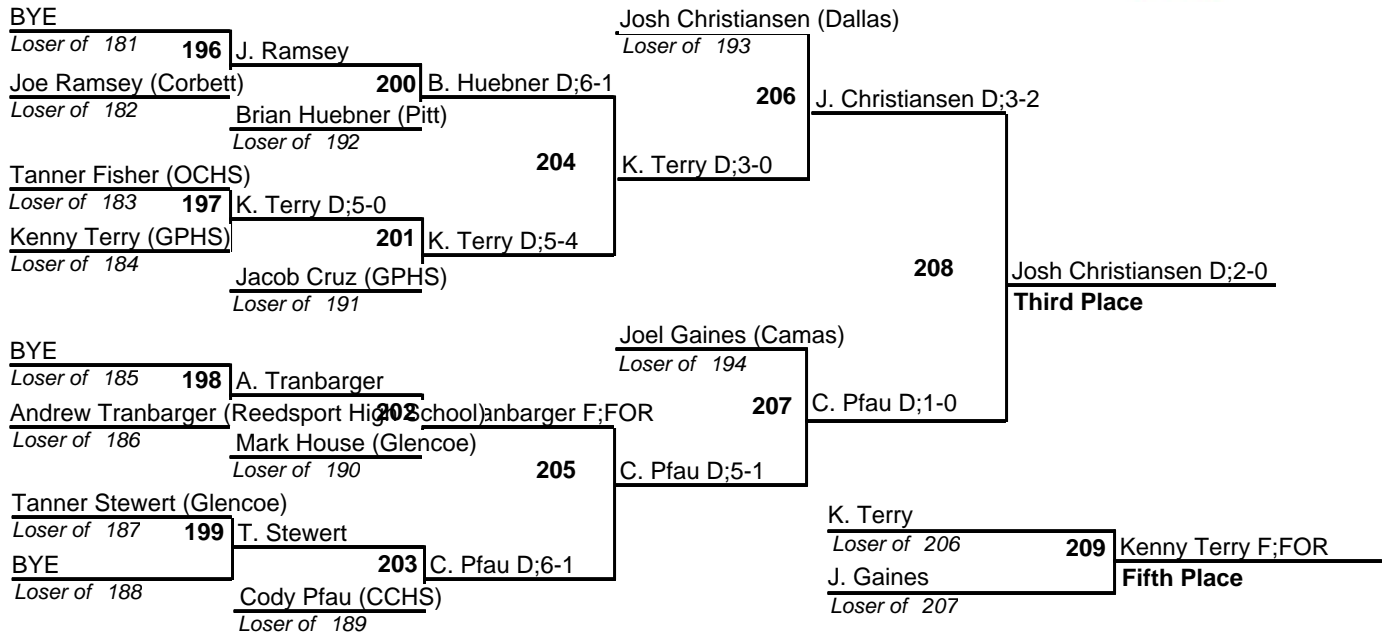 BYE
Loser of 181
196
J. Ramsey
Joe Ramsey (Corbett)
Loser of 182
200
B. Huebner D;6-1
Brian Huebner (Pitt)
Loser of 192
Tanner Fisher (OCHS)
Loser of 183
197
K. Terry D;5-0
Kenny Terry (GPHS)
Loser of 184
201
K. Terry D;5-4
Jacob Cruz (GPHS)
Loser of 191
204
K. Terry D;3-0
Josh Christiansen (Dallas)
Loser of 193
206
J. Christiansen D;3-2
BYE
Loser of 185
198
A. Tranbarger
Andrew Tranbarger (Reedsport High School)
Loser of 186
202
anbarger F;FOR
Mark House (Glencoe)
Loser of 190
Tanner Stewert (Glencoe)
Loser of 187
199
T. Stewert
BYE
Loser of 188
203
C. Pfau D;6-1
Cody Pfau (CCHS)
Loser of 189
205
C. Pfau D;5-1
Joel Gaines (Camas)
Loser of 194
207
C. Pfau D;1-0
208
Josh Christiansen D;2-0
Third Place
K. Terry
Loser of 206
209
Kenny Terry F;FOR
J. Gaines
Fifth Place
Loser of 207